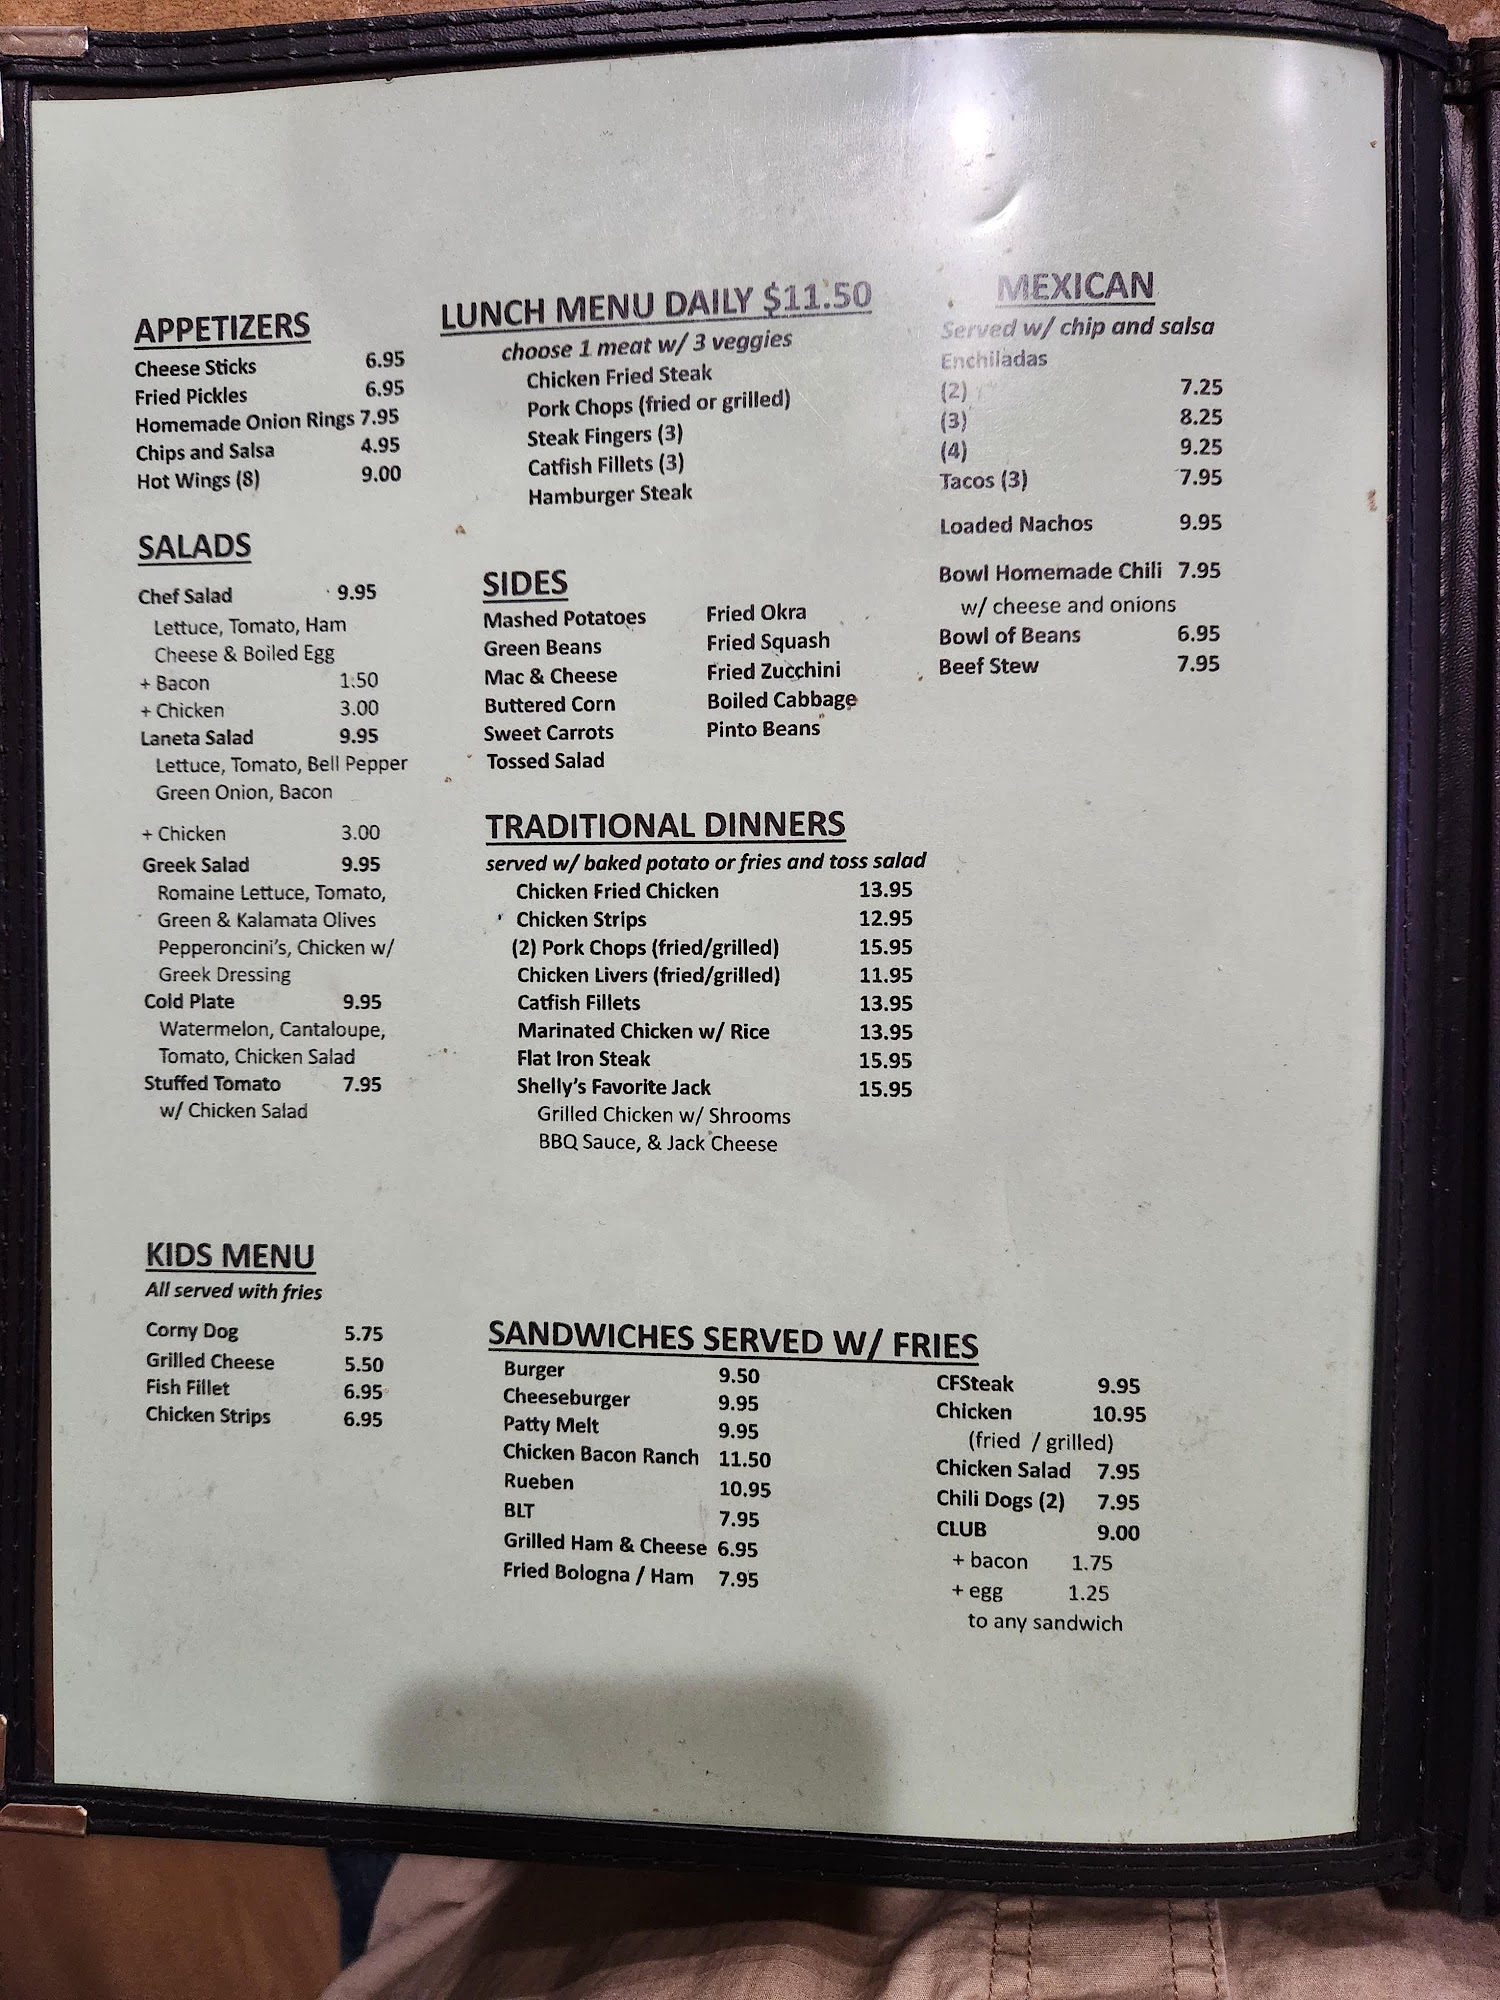 APPETIZERS
Cheese Sticks 6.95
Fried Pickles 6.95
Homemade Onion Rings 7.95
Chips and Salsa 4.95
Hot Wings (8) 9.00
SALADS
Chef Salad 9.95
Lettuce, Tomato, Ham
Cheese & Boiled Egg
+ Bacon 1.50
+ Chicken 3.00
Laneta Salad 9.95
Lettuce, Tomato, Bell Pepper
Green Onion, Bacon
+ Chicken 3.00
Greek Salad 9.95
Romaine Lettuce, Tomato,
Green & Kalamata Olives
Pepperoncini's, Chicken w/
Greek Dressing
Cold Plate 9.95
Watermelon, Cantaloupe,
Tomato, Chicken Salad
Stuffed Tomato 7.95
w/ Chicken Salad
KIDS MENU
All served with fries
Corny Dog 5.75
Grilled Cheese 5.50
Fish Fillet 6.95
Chicken Strips 6.95
LUNCH MENU DAILY $11.50
choose 1 meat w/ 3 veggies
Chicken Fried Steak
Pork Chops (fried or grilled)
Steak Fingers (3)
Catfish Fillets (3)
Hamburger Steak
SIDES
Mashed Potatoes Fried Okra
Green Beans Fried Squash
Mac & Cheese Fried Zucchini
Buttered Corn Boiled Cabbage
Sweet Carrots Pinto Beans
Tossed Salad
TRADITIONAL DINNERS
served w/ baked potato or fries and toss salad
Chicken Fried Chicken 13.95
Chicken Strips 12.95
(2) Pork Chops (fried/grilled) 15.95
Chicken Livers (fried/grilled) 11.95
Catfish Fillets 13.95
Marinated Chicken w/ Rice 13.95
Flat Iron Steak 15.95
Shelly's Favorite Jack 15.95
Grilled Chicken w/ Shrooms
BBQ Sauce, & Jack Cheese
MEXICAN
Served w/ chip and salsa
Enchiladas
(2) 7.25
(3) 8.25
(4) 9.25
Tacos (3) 7.95
Loaded Nachos 9.95
Bowl Homemade Chili 7.95
w/ cheese and onions
Bowl of Beans 6.95
Beef Stew 7.95
SANDWICHES SERVED W/ FRIES
Burger 9.50
Cheeseburger 9.95
Patty Melt 9.95
Chicken Bacon Ranch 11.50
Rueben 10.95
BLT 7.95
Grilled Ham & Cheese 6.95
Fried Bologna / Ham 7.95
CFSteak 9.95
Chicken 10.95
(fried / grilled)
Chicken Salad 7.95
Chili Dogs (2) 7.95
CLUB 9.00
+ bacon 1.75
+ egg 1.25
to any sandwich